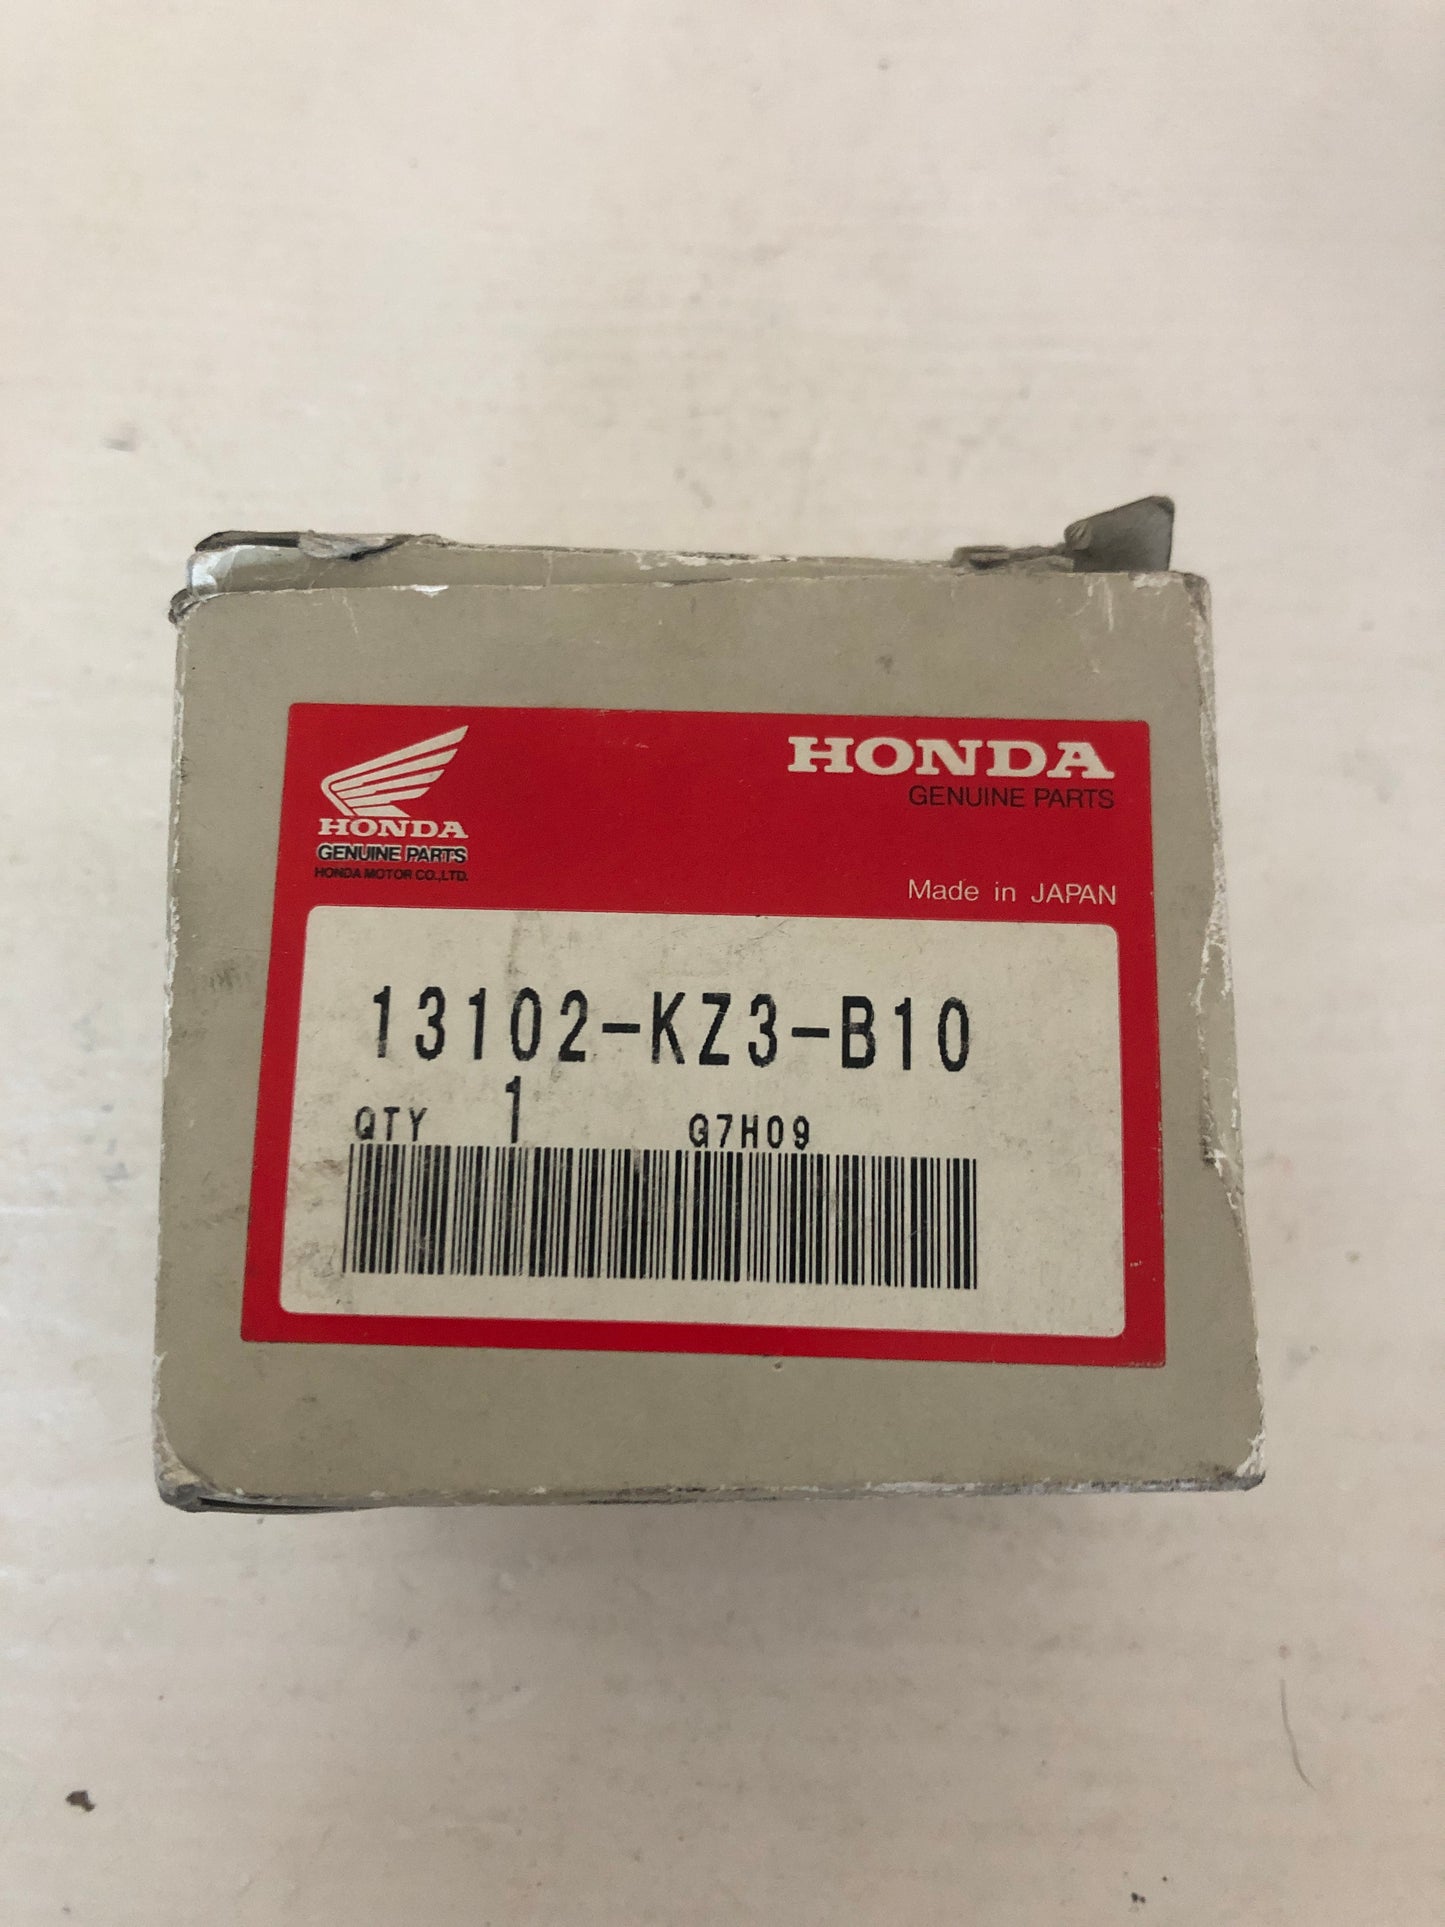 HONDA
GENUINE PARTS
HONDA MOTOR CO.,LTD.
HONDA
GENUINE PARTS
Made in JAPAN
13102-KZ3-B10
QTY 1 G7H09